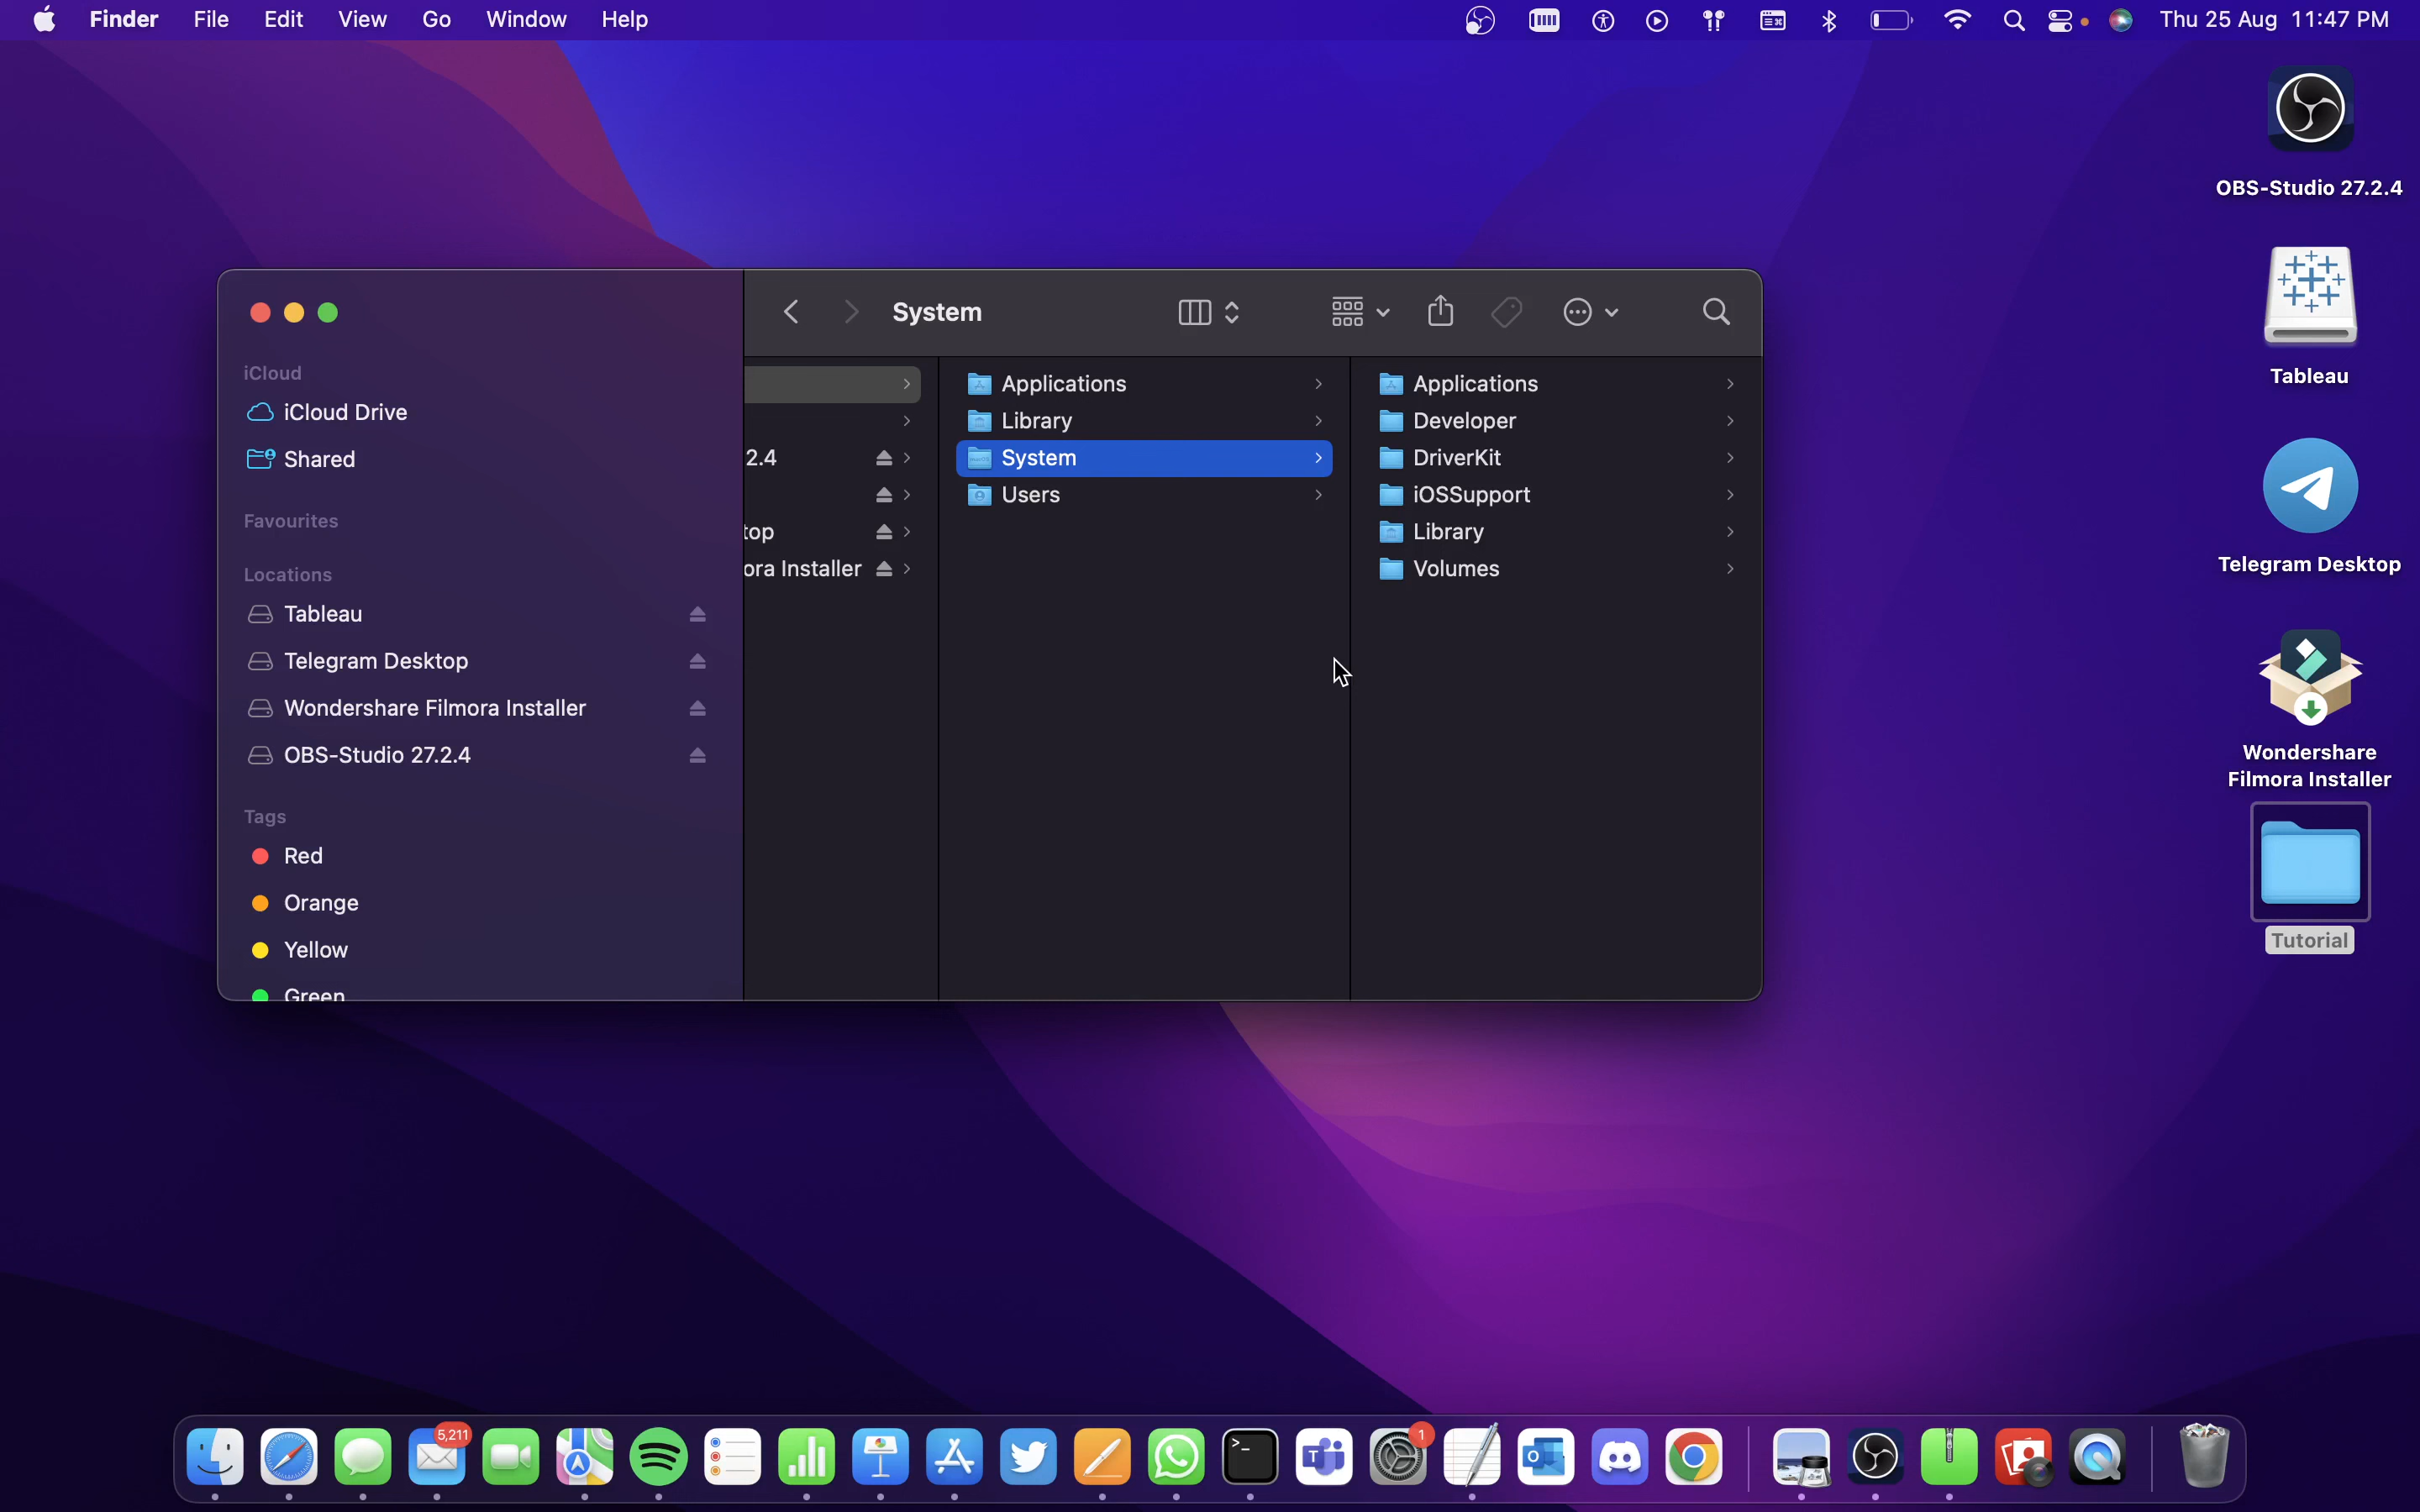 Finder File Edit View Go Window Help
Thu 25 Aug 11:47 PM
System
iCloud
iCloud Drive
Shared
Favourites
Locations
Tableau
Telegram Desktop
Wondershare Filmora Installer
OBS-Studio 27.2.4
Tags
Red
Orange
Yellow
Green
2.4
top
ora Installer
Applications
Library
System
Users
Applications
Developer
DriverKit
iOSSupport
Library
Volumes
OBS-Studio 27.2.4
Tableau
Telegram Desktop
Wondershare
Filmora Installer
Tutorial
5,211
1